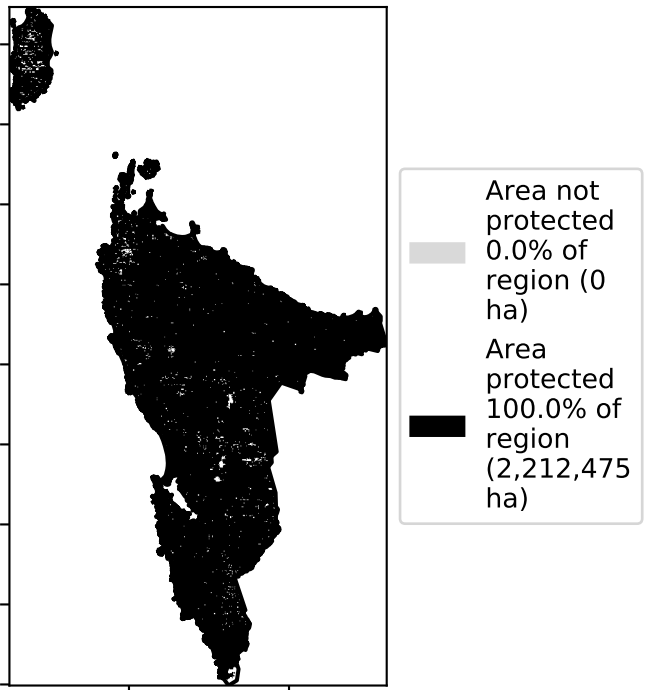 Area not
protected
0.0% of
region (0
ha)
Area
protected
100.0% of
region
(2,212,475
ha)